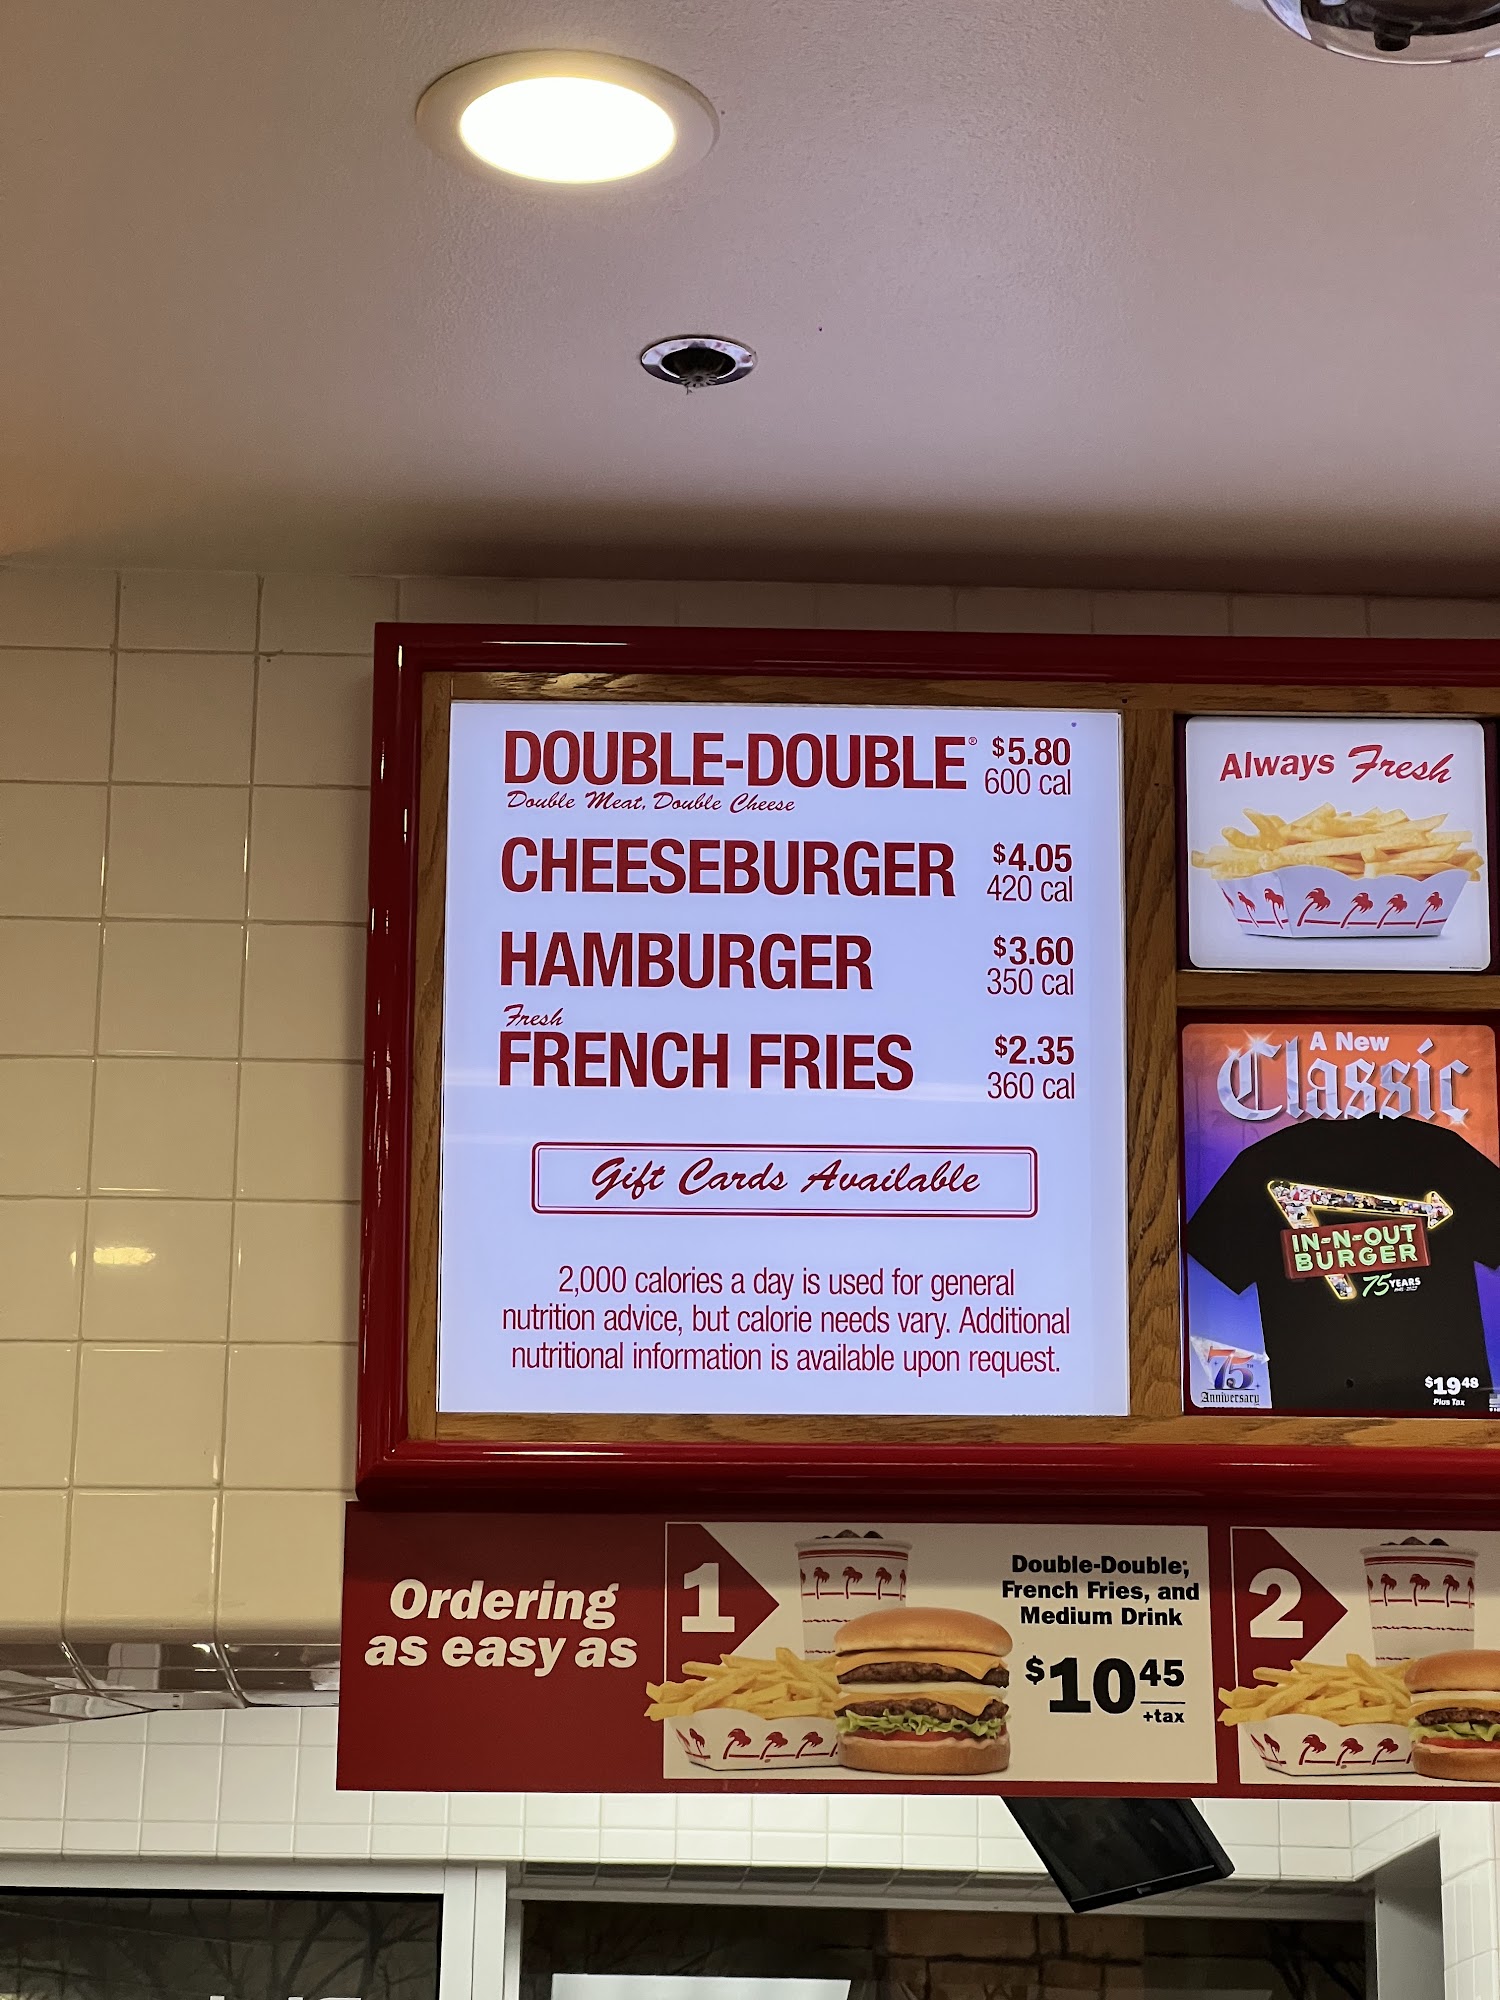 DOUBLE-DOUBLE® $5.80
Double Meat, Double Cheese 600 cal
CHEESEBURGER $4.05
420 cal
HAMBURGER $3.60
350 cal
Fresh
FRENCH FRIES $2.35
360 cal
Gift Cards Available
2,000 calories a day is used for general
nutrition advice, but calorie needs vary. Additional
nutritional information is available upon request.
Always Fresh
A New
Classic
IN-N-OUT
BURGER
75 YEARS
75TH
Anniversary
$19.48
Plus Tax
Ordering
as easy as
1
Double-Double,
French Fries, and
Medium Drink
$10.45
+tax
2